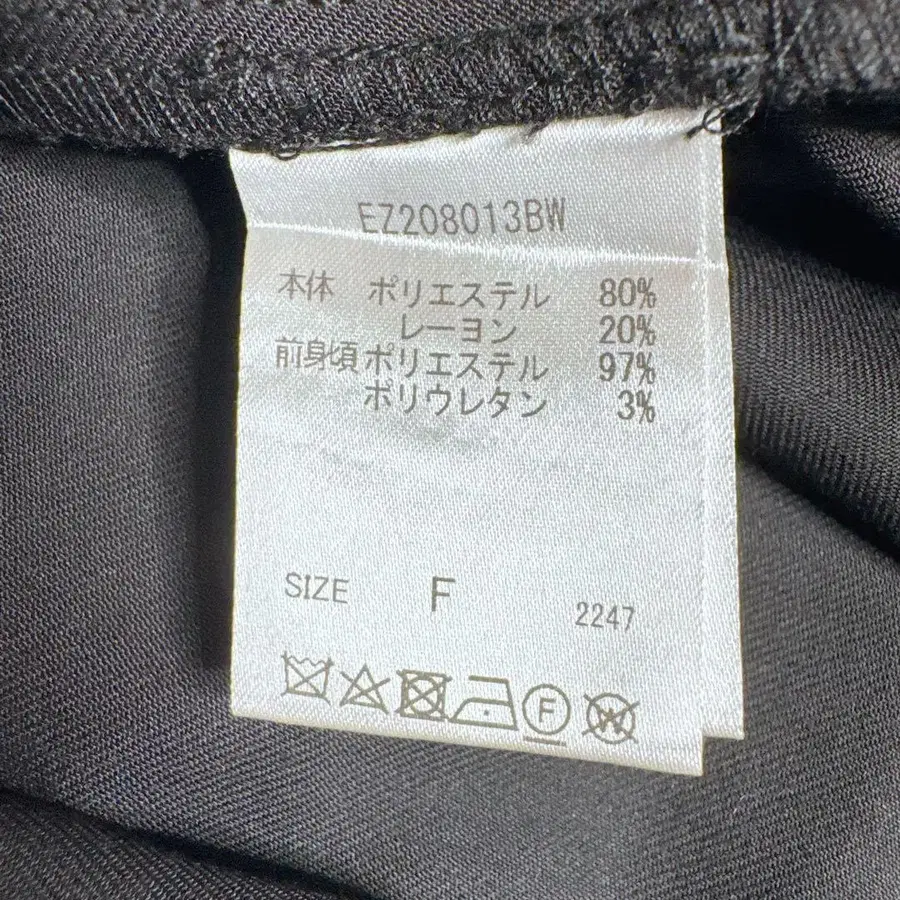 EZ208013BW
本体 ポリエステル 80%
レーヨン 20%
前身頃 ポリエステル 97%
ポリウレタン 3%
SIZE F 2247
F W